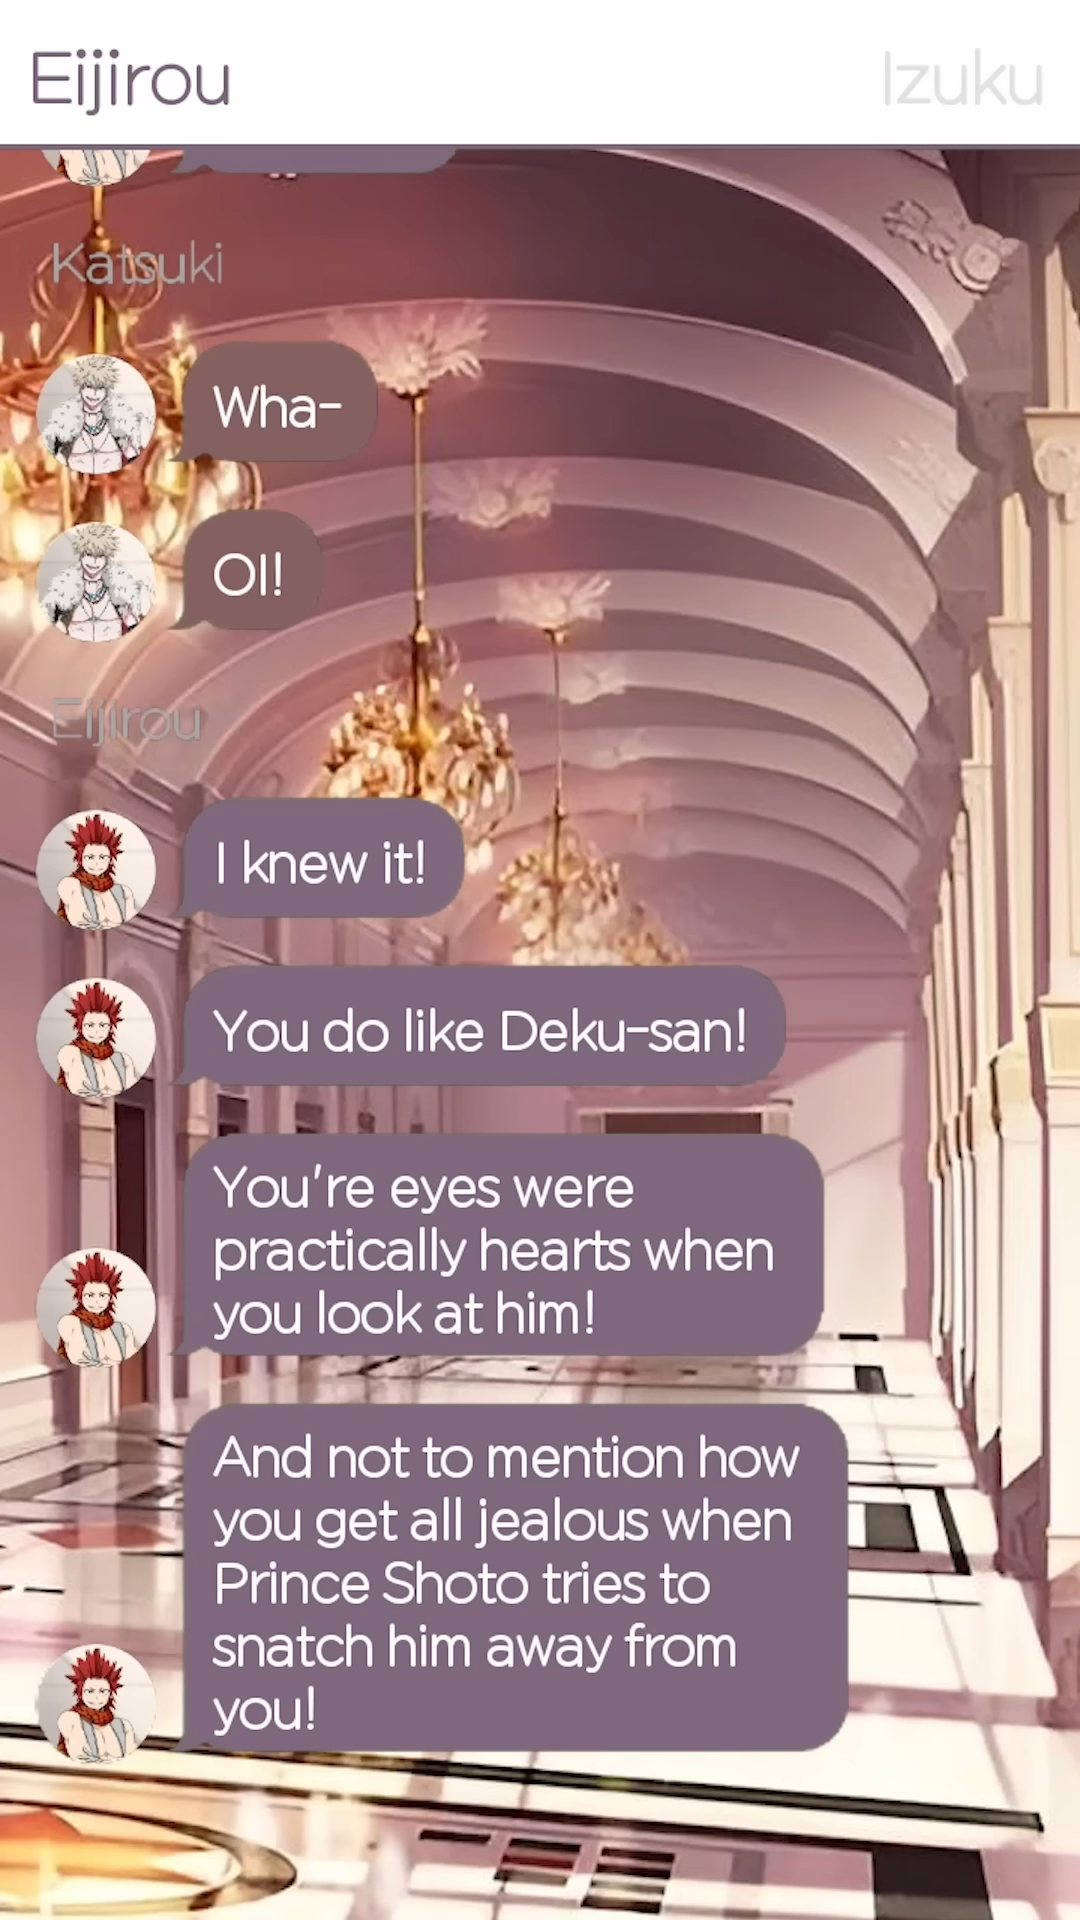 Eijirou
Izuku
Katsuki
Wha-
OI!
Eijirou
I knew it!
You do like Deku-san!
You're eyes were
practically hearts when
you look at him!
And not to mention how
you get all jealous when
Prince Shoto tries to
snatch him away from
you!